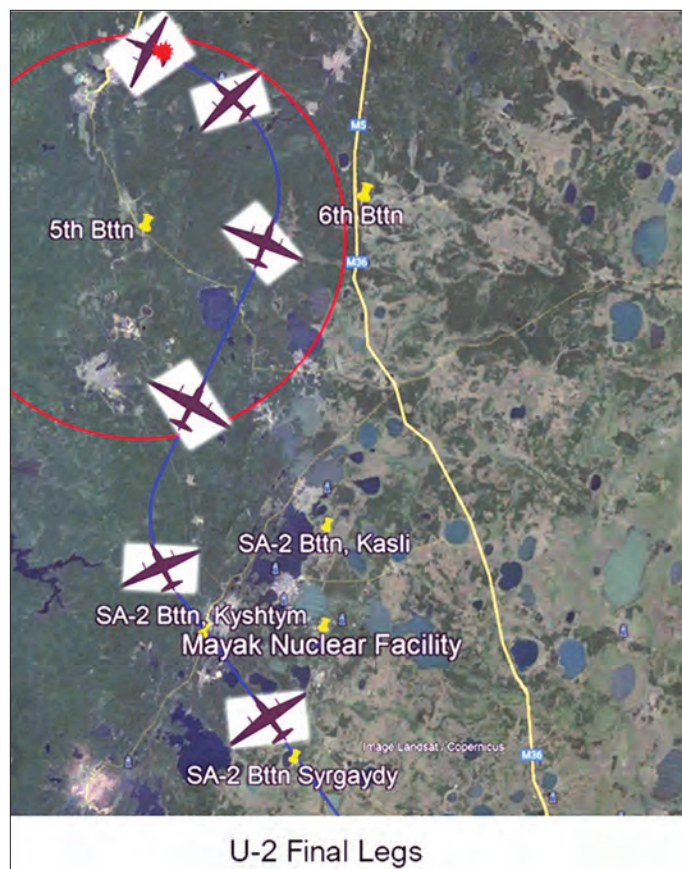 M5
5th Bttn
6th Bttn
M36
SA-2 Bttn, Kasli
SA-2 Bttn, Kyshtym
Mayak Nuclear Facility
Image Landsat / Copernicus
SA-2 Bttn Syrgaydy
M36
U-2 Final Legs